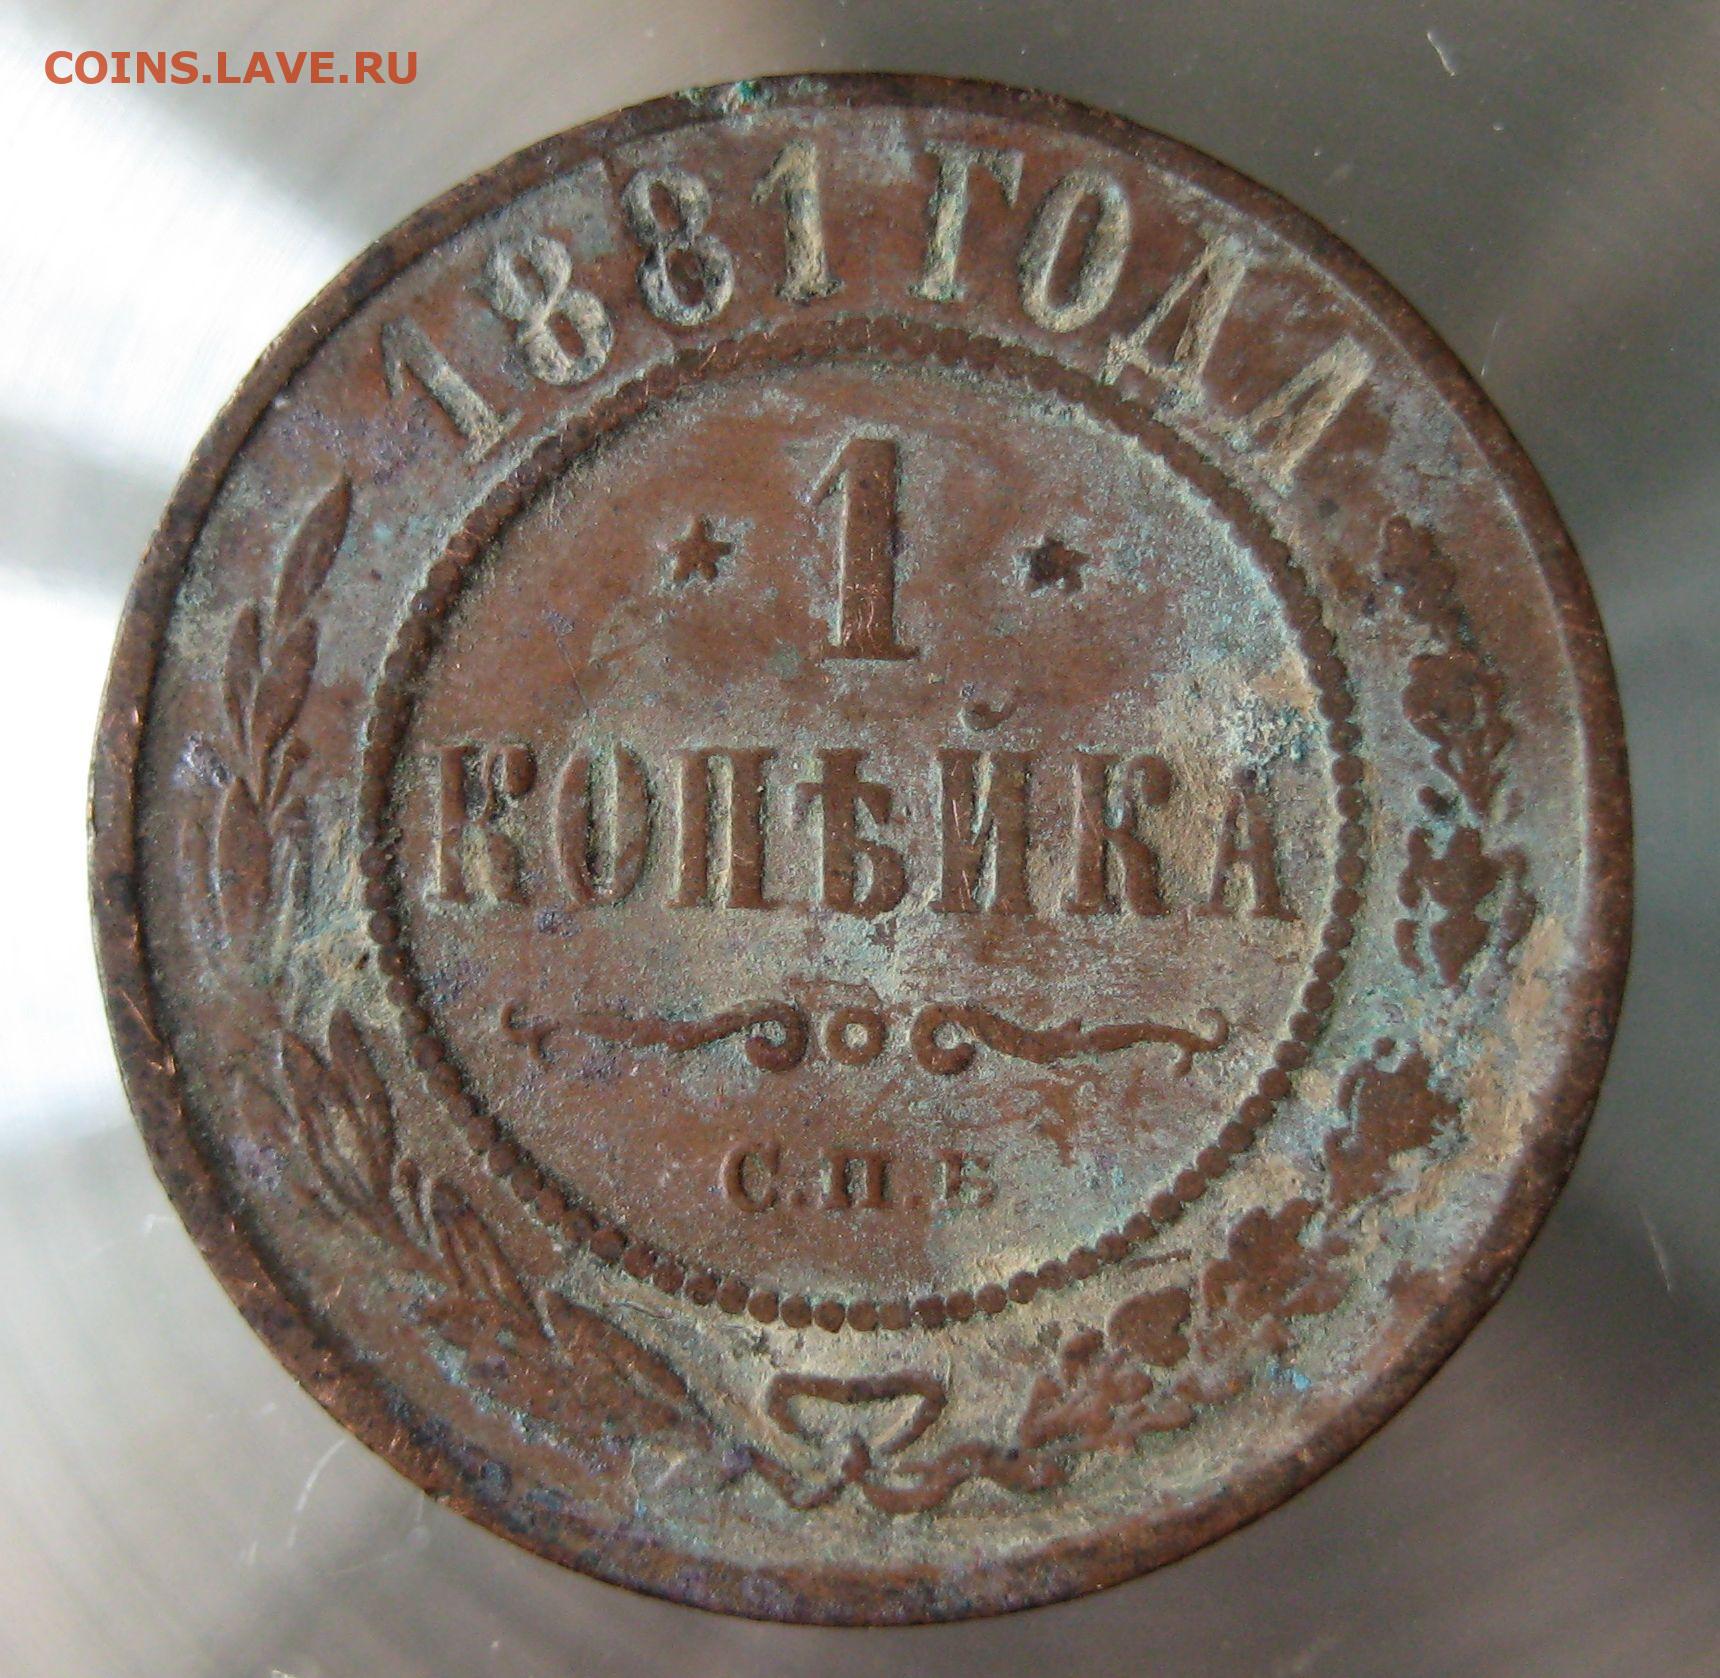 COINS.LAVE.RU
1881 ГОДА
1
КОПѢЙКА
С.П.Б